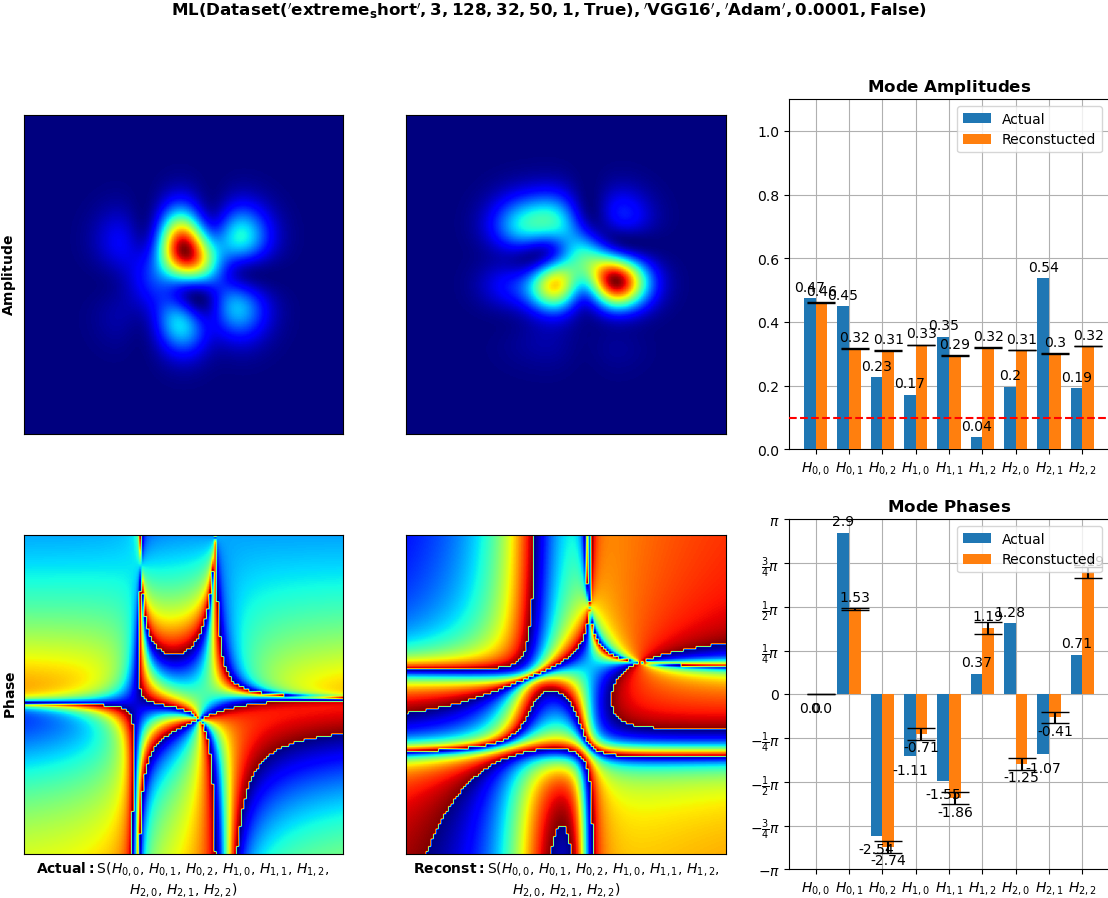 ML(Dataset('extreme_short', 3, 128, 32, 50, 1, True), 'VGG16', 'Adam', 0.0001, False)
Amplitude
Mode Amplitudes
Actual
Reconstucted
1.0
0.8
0.6
0.4
0.2
0.0
0.47
0.46
0.45
0.32
0.23
0.31
0.17
0.33
0.35
0.29
0.04
0.32
0.2
0.31
0.54
0.3
0.19
0.32
H0,0 H0,1 H0,2 H1,0 H1,1 H1,2 H2,0 H2,1 H2,2
Phase
Mode Phases
Actual
Reconstucted
π
3/4π
1/2π
1/4π
0
−1/4π
−1/2π
−3/4π
−π
0.0
0.0
2.9
1.53
-2.54
-2.74
-1.11
-0.71
-1.55
-1.86
0.37
1.19
1.28
-1.25
-1.07
-0.41
0.71
H0,0 H0,1 H0,2 H1,0 H1,1 H1,2 H2,0 H2,1 H2,2
Actual: S(H0,0, H0,1, H0,2, H1,0, H1,1, H1,2,
H2,0, H2,1, H2,2)
Reconst: S(H0,0, H0,1, H0,2, H1,0, H1,1, H1,2,
H2,0, H2,1, H2,2)